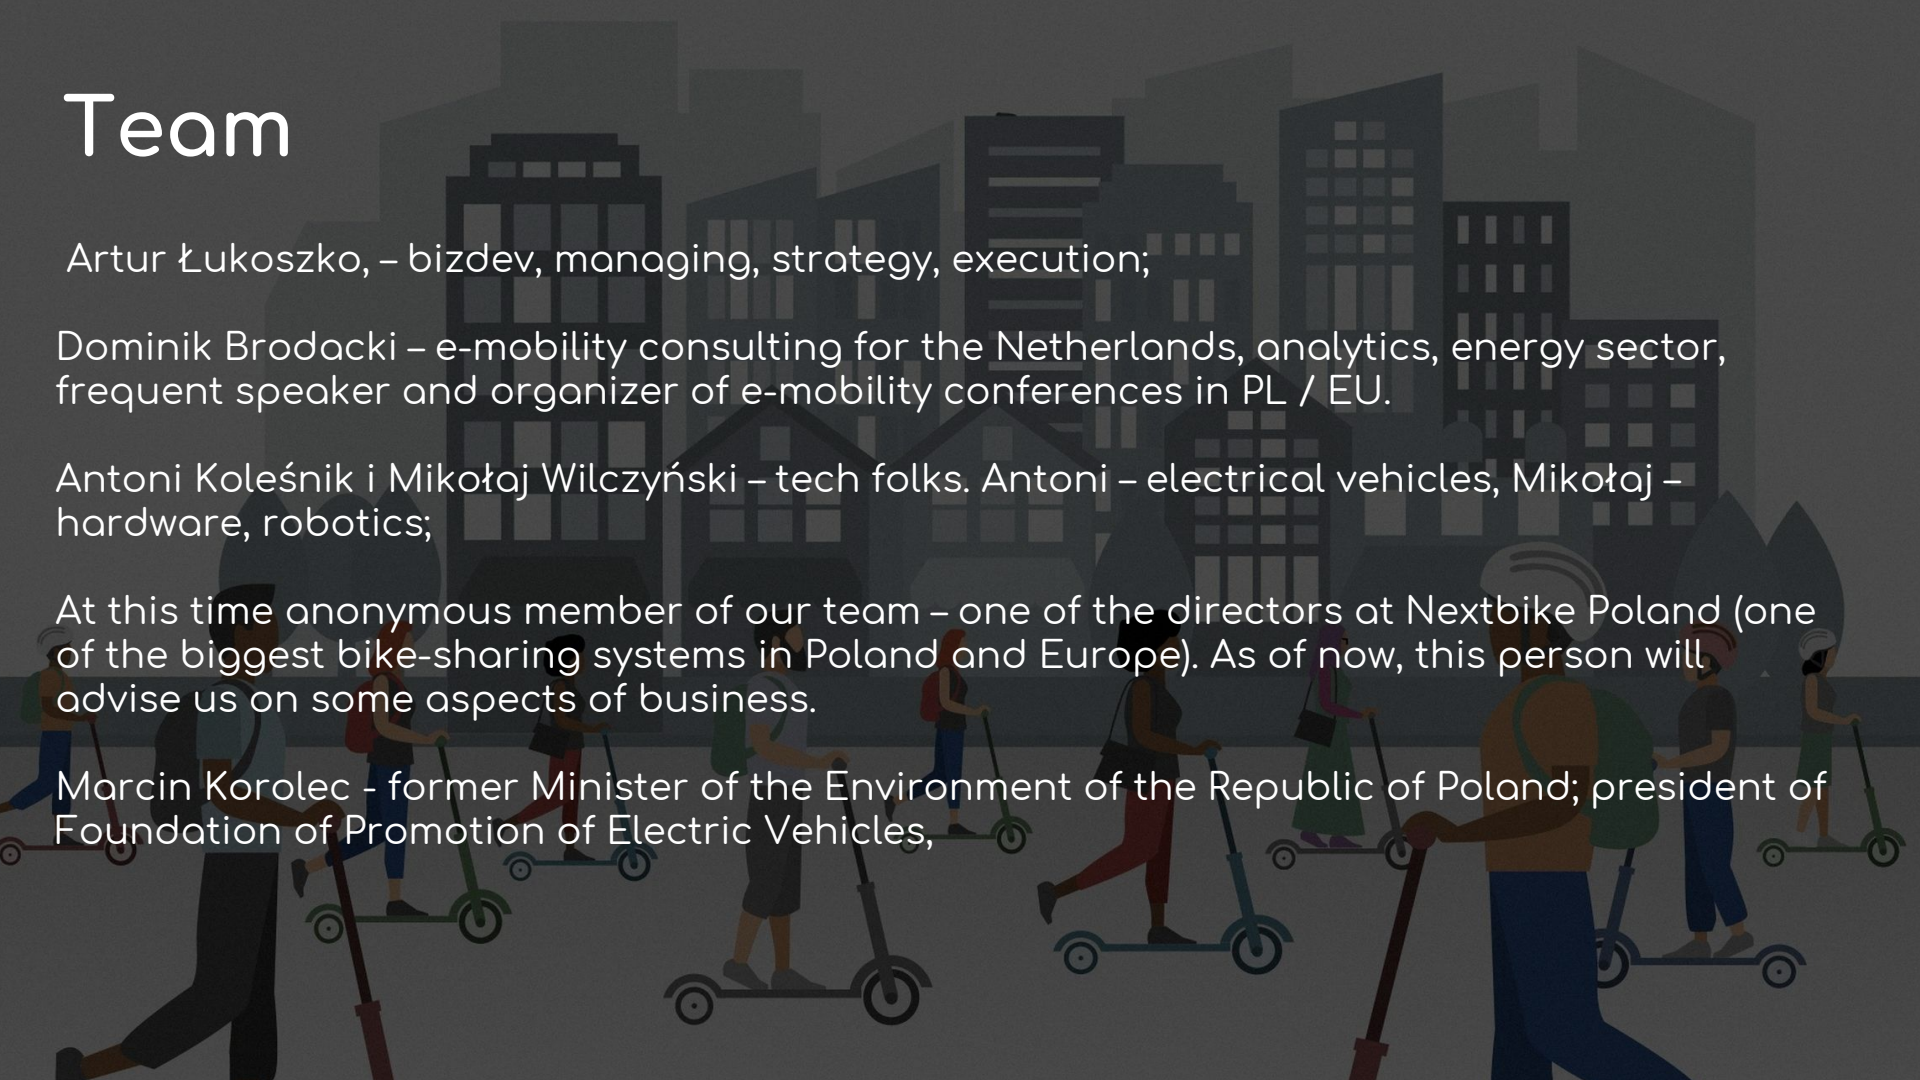 Team
Artur Łukoszko, – bizdev, managing, strategy, execution;
Dominik Brodacki – e-mobility consulting for the Netherlands, analytics, energy sector,
frequent speaker and organizer of e-mobility conferences in PL / EU.
Antoni Koleśnik i Mikołaj Wilczyński – tech folks. Antoni – electrical vehicles, Mikołaj –
hardware, robotics;
At this time anonymous member of our team – one of the directors at Nextbike Poland (one
of the biggest bike-sharing systems in Poland and Europe). As of now, this person will
advise us on some aspects of business.
Marcin Korolec - former Minister of the Environment of the Republic of Poland; president of
Foundation of Promotion of Electric Vehicles,